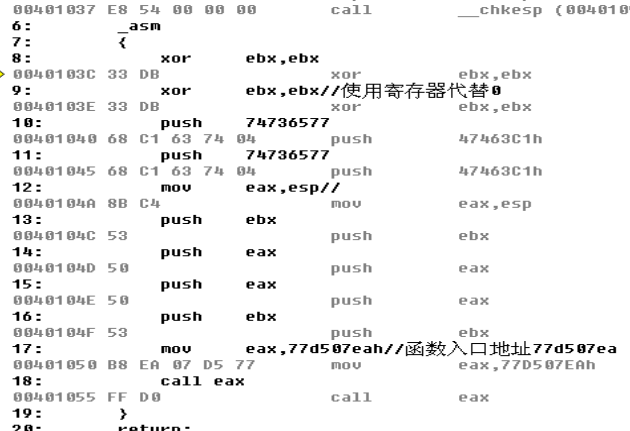 00401037 E8 54 00 00 00 call __chkesp (0040109
6: _asm
7: {
8: xor ebx,ebx
0040103C 33 DB xor ebx,ebx
9: xor ebx,ebx//使用寄存器代替0
0040103E 33 DB xor ebx,ebx
10: push 74736577
00401040 68 C1 63 74 04 push 47463C1h
11: push 74736577
00401045 68 C1 63 74 04 push 47463C1h
12: mov eax,esp//
0040104A 8B C4 mov eax,esp
13: push ebx
0040104C 53 push ebx
14: push eax
0040104D 50 push eax
15: push eax
0040104E 50 push eax
16: push ebx
0040104F 53 push ebx
17: mov eax,77d507eah//函数入口地址77d507ea
00401050 B8 EA 07 D5 77 mov eax,77D507EAh
18: call eax
00401055 FF D0 call eax
19: }
20: return;